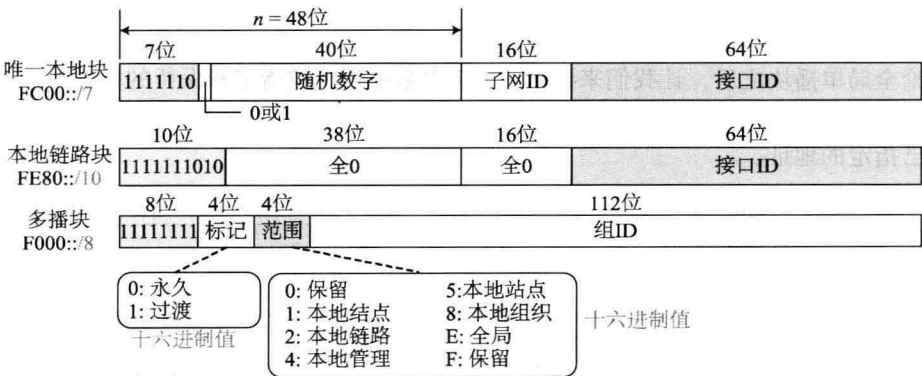 n = 48位
7位 40位 16位 64位
唯一本地块
FC00::/7
1111110 随机数字 子网ID 接口ID
0或1
10位 38位 16位 64位
本地链路块
FE80::/10
1111111010 全0 全0 接口ID
8位 4位 4位 112位
多播块
F000::/8
11111111 标记 范围 组ID
0: 永久
1: 过渡
十六进制值
0: 保留 5:本地站点
1: 本地结点 8: 本地组织
2: 本地链路 E: 全局
4: 本地管理 F: 保留
十六进制值